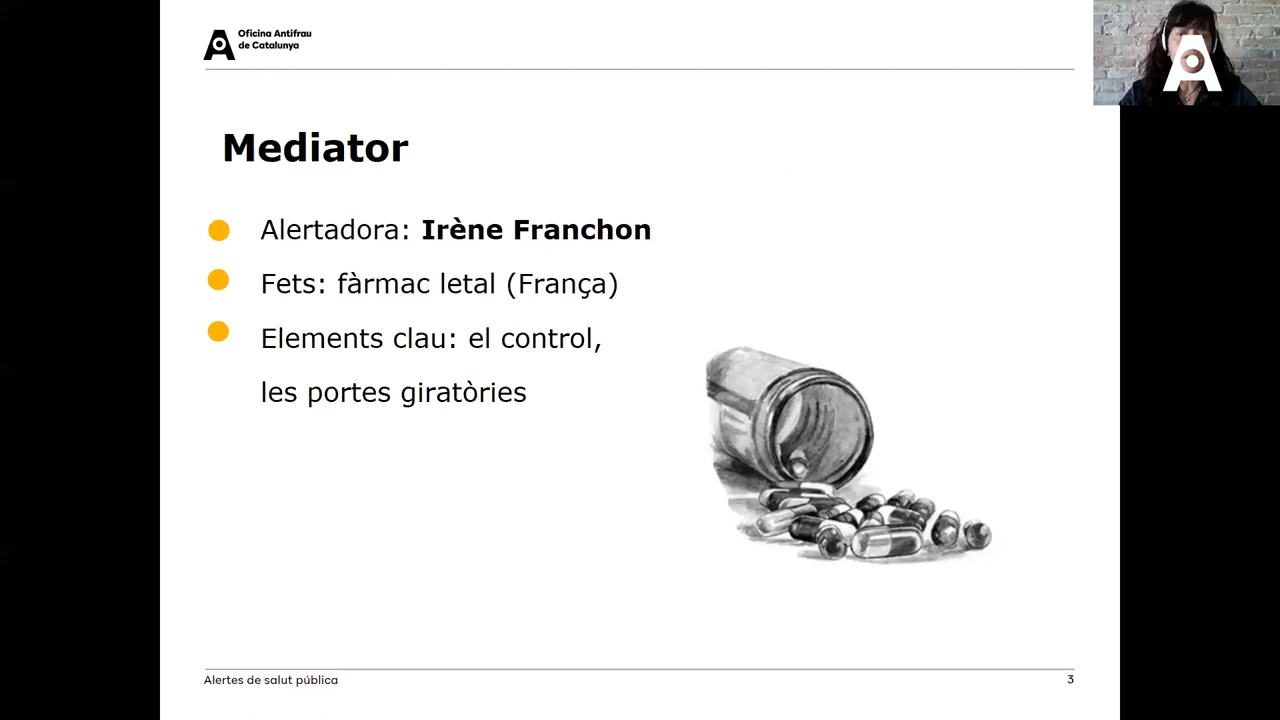 Oficina Antifrau
de Catalunya
Mediator
Alertadora: Irène Franchon
Fets: fàrmac letal (França)
Elements clau: el control,
les portes giratòries
Alertes de salut pública
3